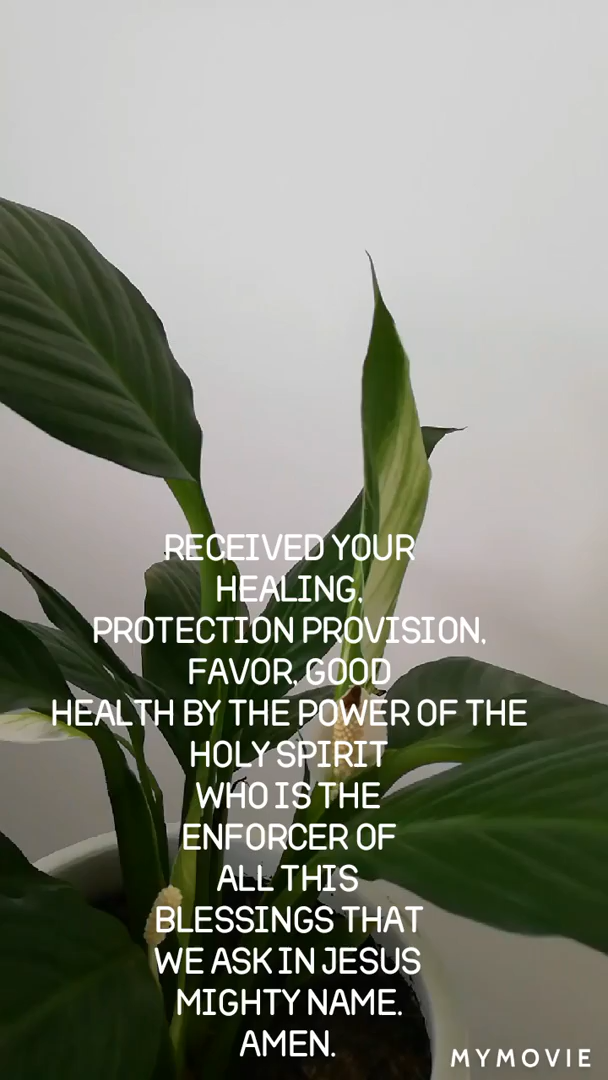 RECEIVED YOUR
HEALING,
PROTECTION PROVISION,
FAVOR, GOOD
HEALTH BY THE POWER OF THE
HOLY SPIRIT
WHO IS THE
ENFORCER OF
ALL THIS
BLESSINGS THAT
WE ASK IN JESUS
MIGHTY NAME.
AMEN.
MYMOVIE